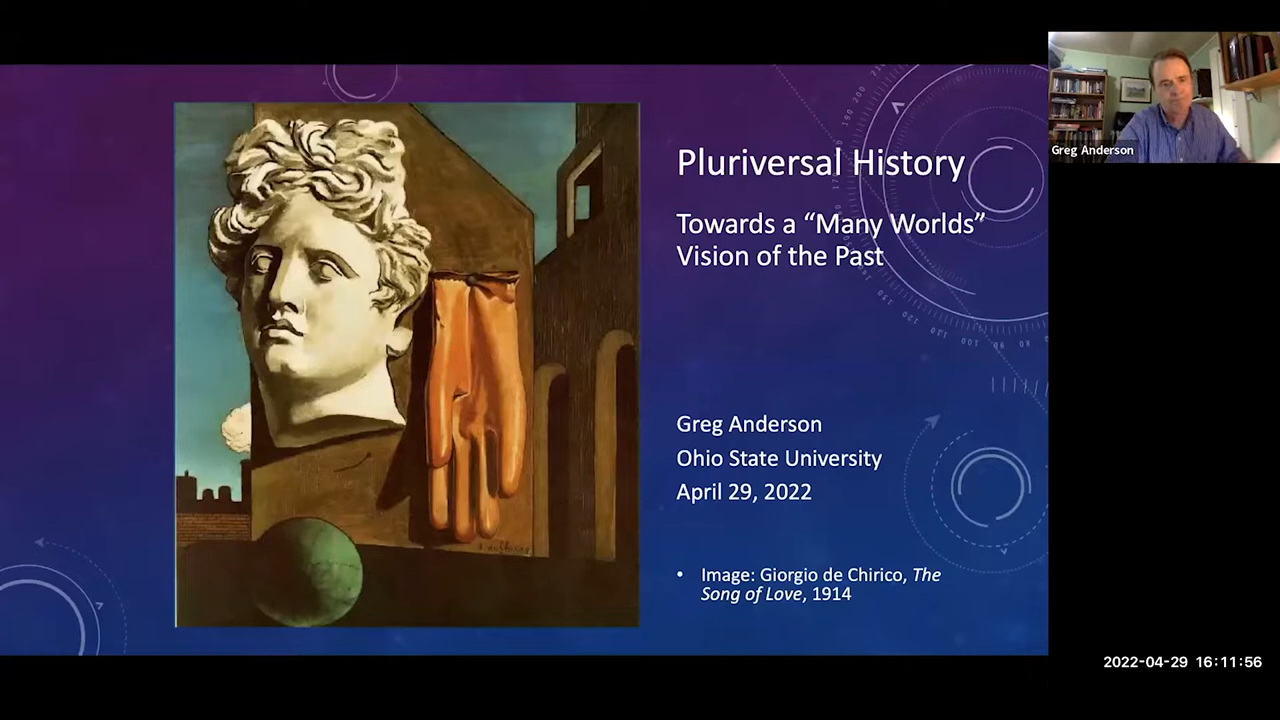 Pluriversal History
Towards a “Many Worlds”
Vision of the Past
Greg Anderson
Ohio State University
April 29, 2022
• Image: Giorgio de Chirico, The
Song of Love, 1914
Greg Anderson
2022-04-29 16:11:56